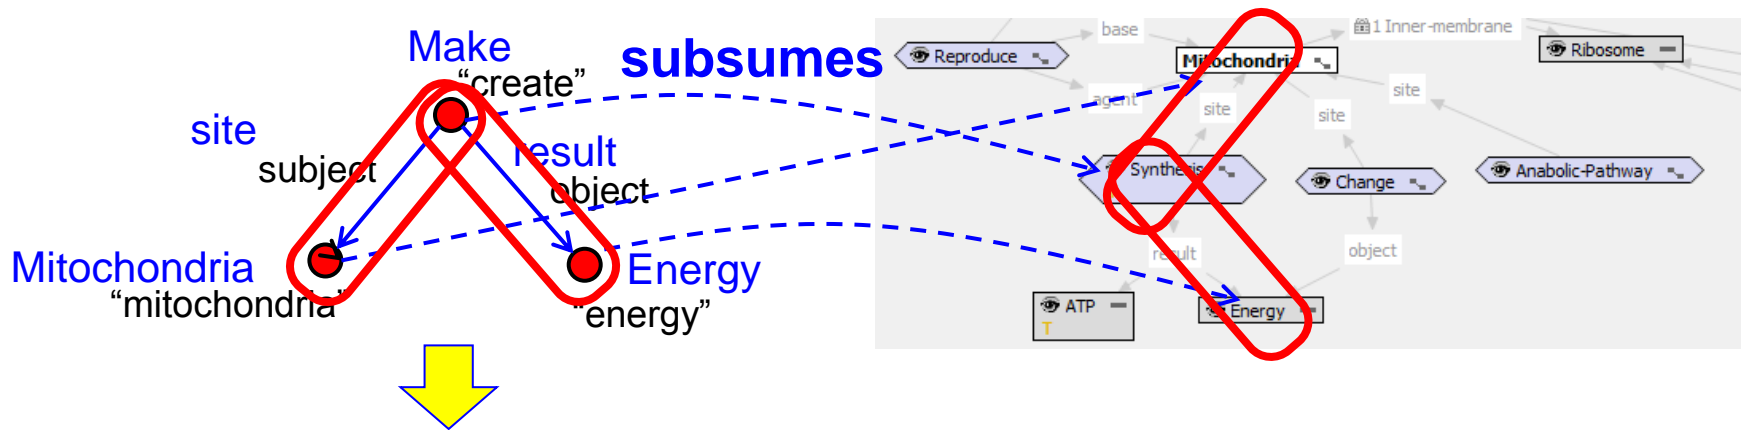 Make
“create”
site
subject
result
object
Mitochondria
“mitochondria”
Energy
“energy”
subsumes
base
1 Inner-membrane
Reproduce
Mitochondria
Ribosome
agent
site
site
site
Synthesis
Change
Anabolic-Pathway
result
object
ATP
T
Energy